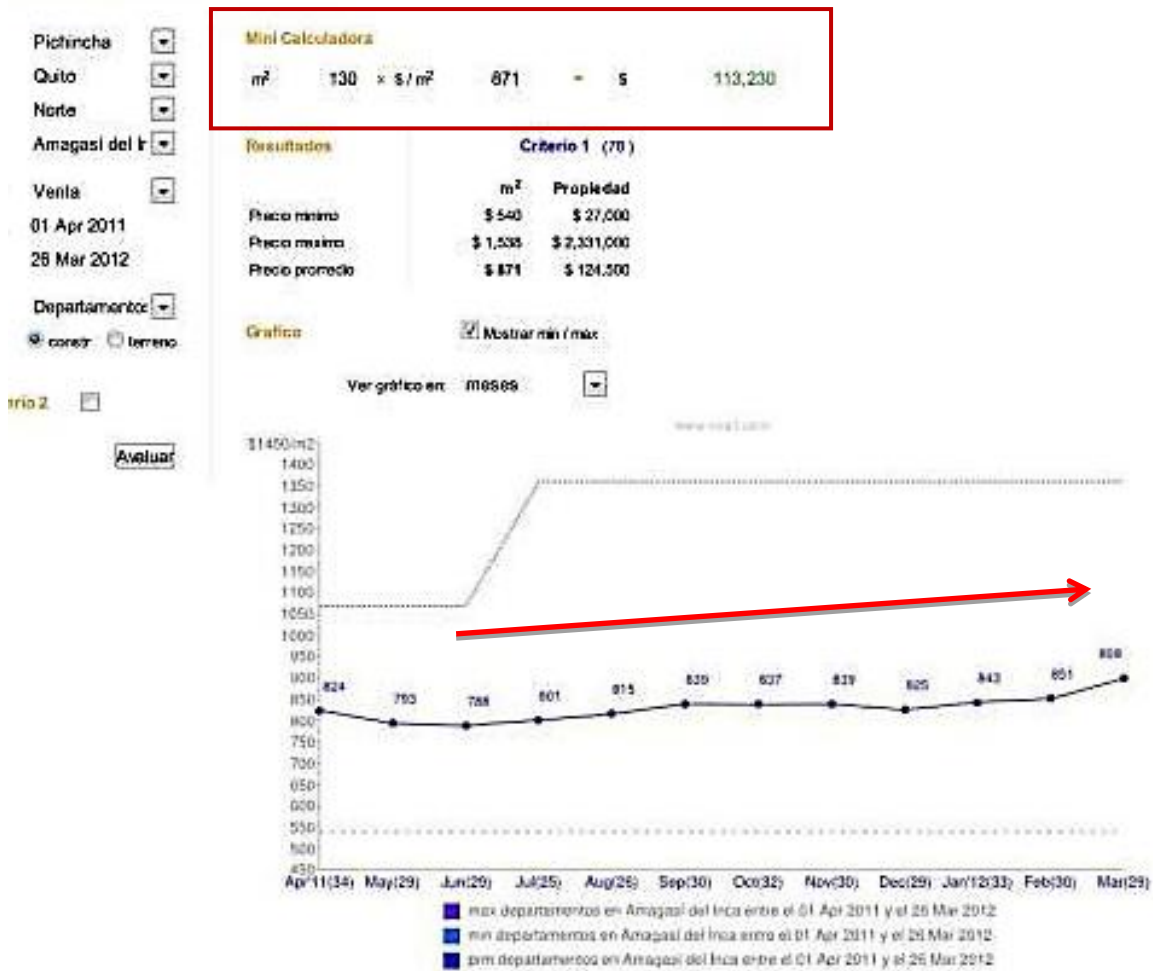 Pichincha
Quito
Norte
Amagasi del Ir
Venta
01 Apr 2011
26 Mar 2012
Departamentos
constr terreno
rio 2
Avaluar
Mini Calculadora
m² 130 x $ / m² 871 = $ 113,230
Resultados Criterio 1 (70 )
m² Propiedad
Precio minimo $ 540 $ 27,000
Precio maximo $ 1,538 $ 2,331,000
Precio promedio $ 871 $ 124,500
Grafico Mostrar min / max
Ver gráfico en: meses
$1450/m2
1400
1350
1300
1250
1200
1150
1100
1050
1000
950
900
850
800
750
700
650
600
550
500
450
824 793 788 801 815 839 837 839 825 843 851 898
Apr'11(34) May(29) Jun(29) Jul(25) Aug(26) Sep(30) Oct(32) Nov(30) Dec(29) Jan'12(33) Feb(30) Mar(29)
max departamentos en Amagasi del Inca entre el 01 Apr 2011 y el 26 Mar 2012
min departamentos en Amagasi del Inca entre el 01 Apr 2011 y el 26 Mar 2012
prm departamentos en Amagasi del Inca entre el 01 Apr 2011 y el 26 Mar 2012